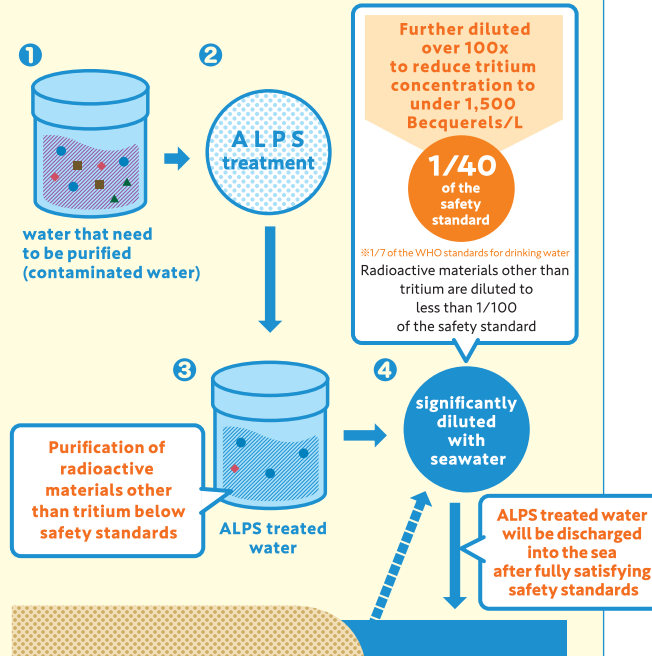 1
water that need
to be purified
(contaminated water)
2
ALPS
treatment
Further diluted
over 100x
to reduce tritium
concentration to
under 1,500
Becquerels/L
1/40
of the
safety
standard
※1/7 of the WHO standards for drinking water
Radioactive materials other than
tritium are diluted to
less than 1/100
of the safety standard
3
Purification of
radioactive
materials other
than tritium below
safety standards
ALPS treated
water
4
significantly
diluted
with
seawater
ALPS treated water
will be discharged
into the sea
after fully satisfying
safety standards